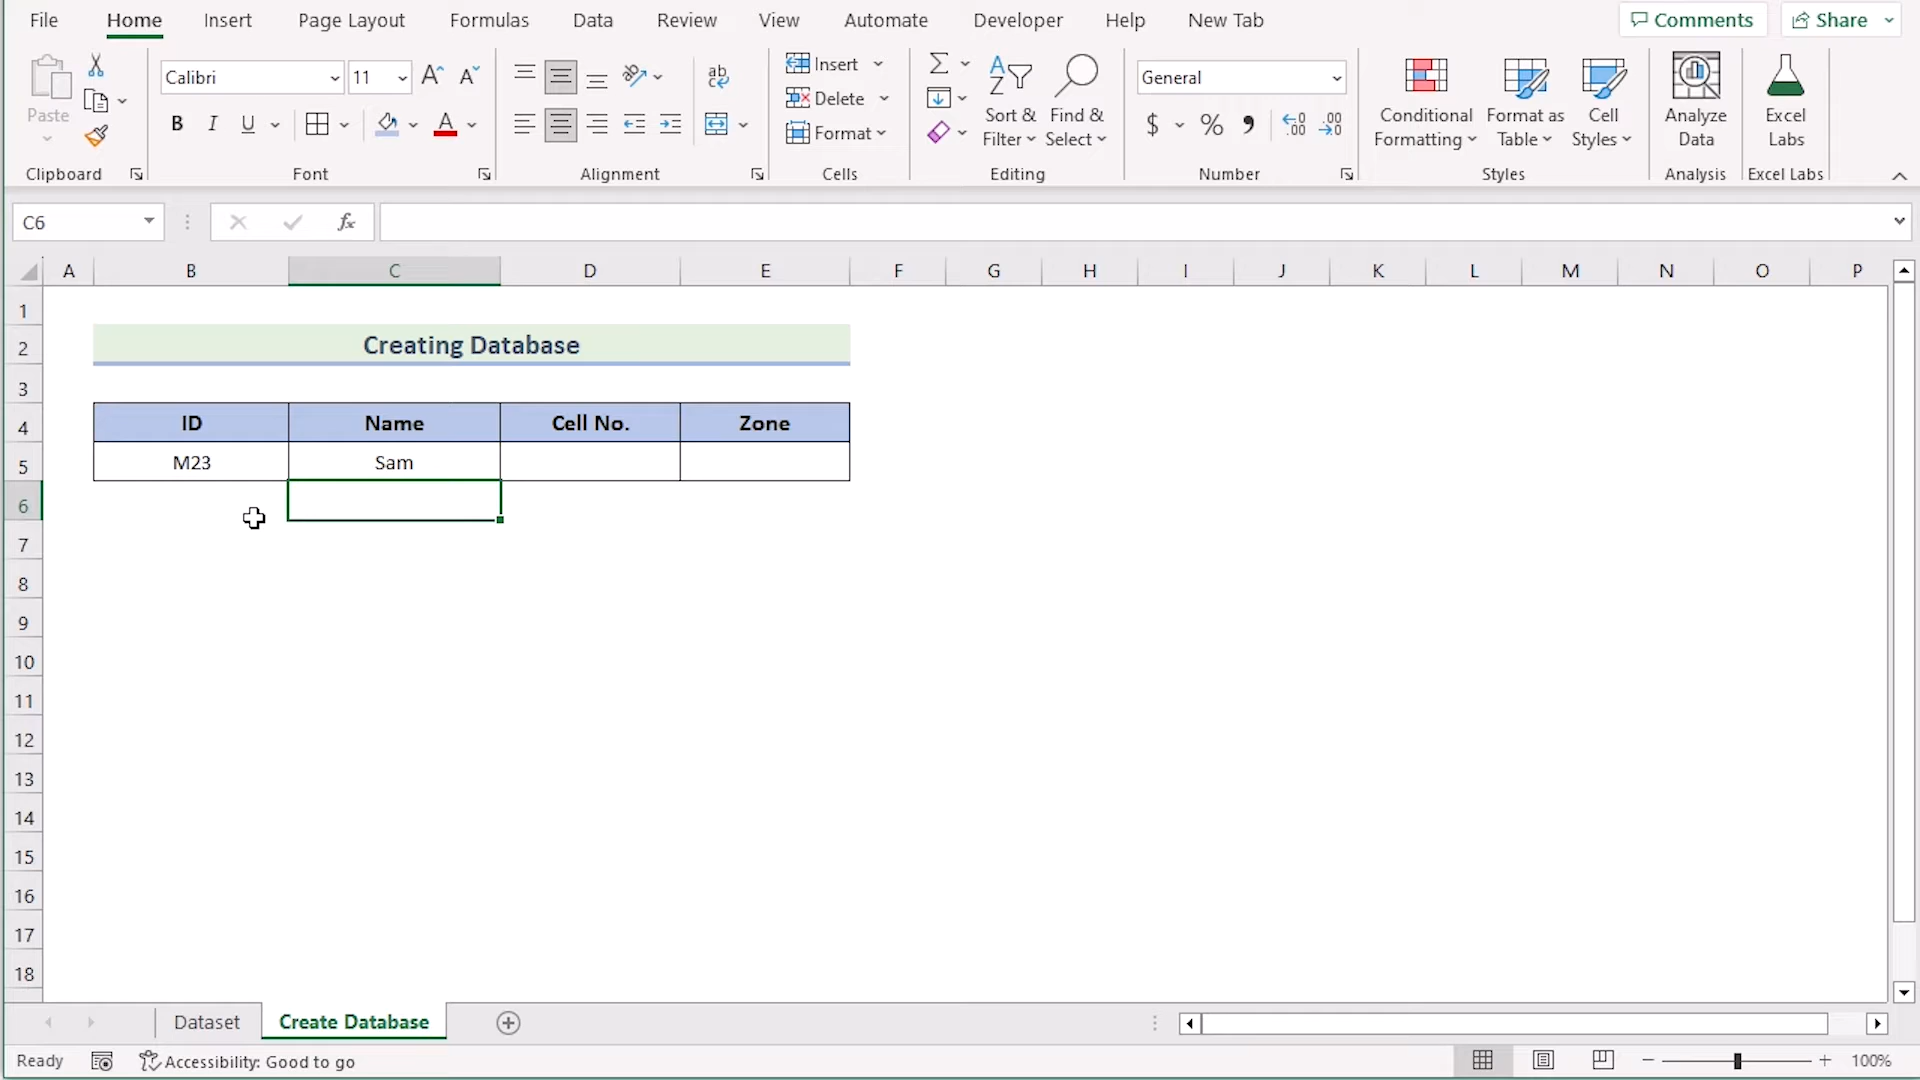 File Home Insert Page Layout Formulas Data Review View Automate Developer Help New Tab Comments Share
Paste
Clipboard
Calibri 11
B I U A
Font
ab
Alignment
Insert
Delete
Format
Cells
Sort &
Filter
Find &
Select
Editing
General
$ % ,
Number
Conditional
Formatting
Format as
Table
Cell
Styles
Styles
Analyze
Data
Analysis
Excel
Labs
Excel Labs
C6 fx
A B C D E F G H I J K L M N O P
1
2 Creating Database
3
4 ID Name Cell No. Zone
5 M23 Sam
6
7
8
9
10
11
12
13
14
15
16
17
18
Dataset Create Database
Ready Accessibility: Good to go 100%